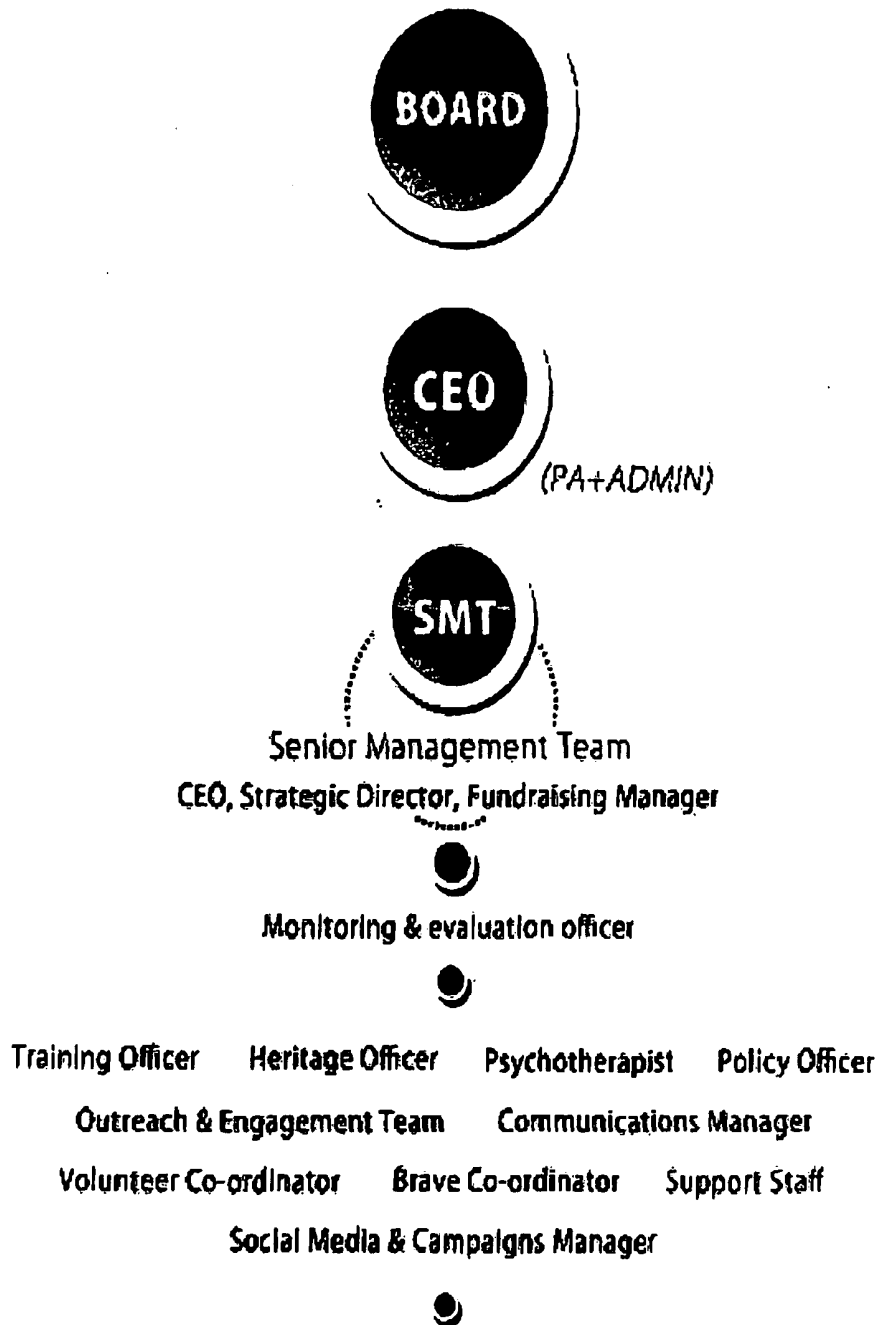 BOARD
CEO
(PA+ADMIN)
SMT
Senior Management Team
CEO, Strategic Director, Fundraising Manager
Monitoring & evaluation officer
Training Officer Heritage Officer Psychotherapist Policy Officer
Outreach & Engagement Team Communications Manager
Volunteer Co-ordinator Brave Co-ordinator Support Staff
Social Media & Campaigns Manager